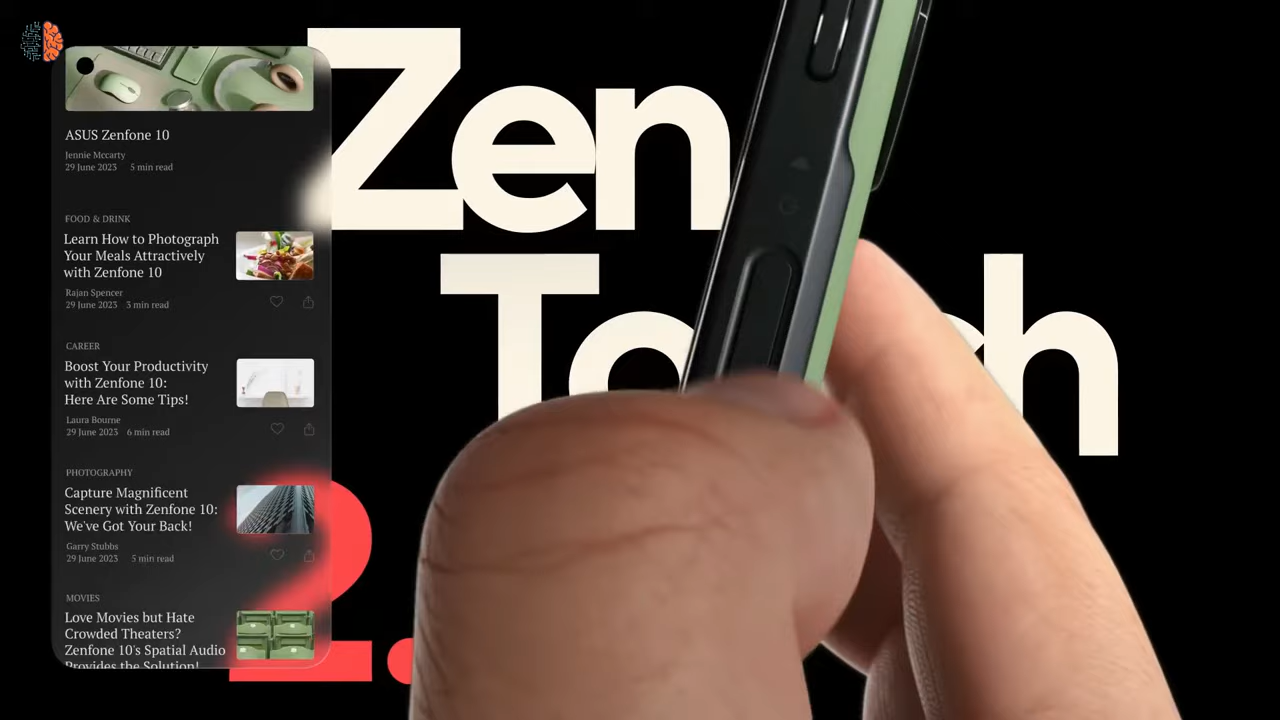 Zen
To
h
2.
ASUS Zenfone 10
Jennie Mccarty
29 June 2023 5 min read
FOOD & DRINK
Learn How to Photograph
Your Meals Attractively
with Zenfone 10
Rajan Spencer
29 June 2023 3 min read
CAREER
Boost Your Productivity
with Zenfone 10:
Here Are Some Tips!
Laura Bourne
29 June 2023 6 min read
PHOTOGRAPHY
Capture Magnificent
Scenery with Zenfone 10:
We've Got Your Back!
Garry Stubbs
29 June 2023 5 min read
MOVIES
Love Movies but Hate
Crowded Theaters?
Zenfone 10's Spatial Audio
Provides the Solution!